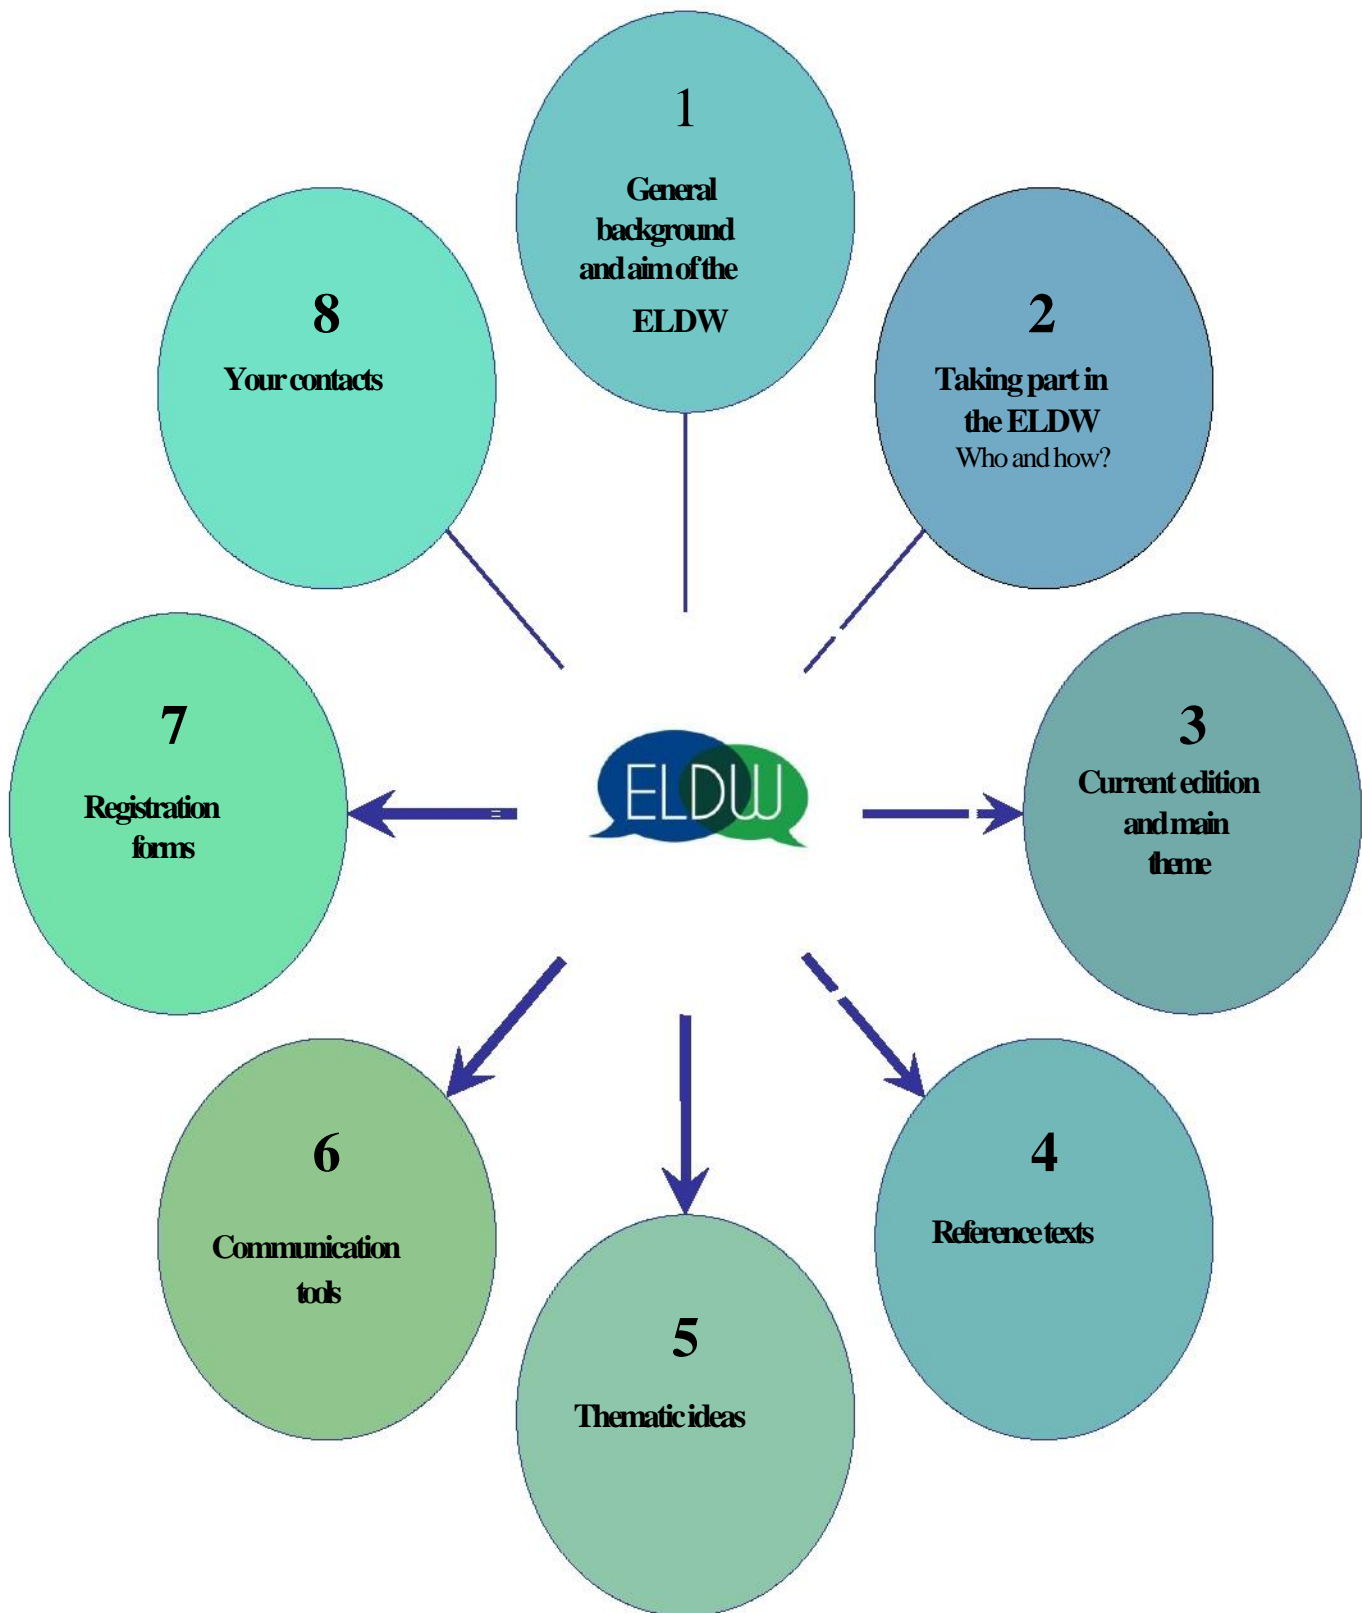 1
General
background
and aim of the
ELDW
2
Taking part in
the ELDW
Who and how?
3
Current edition
and main
theme
4
Reference texts
5
Thematic ideas
6
Communication
tools
7
Registration
forms
8
Your contacts
ELDW